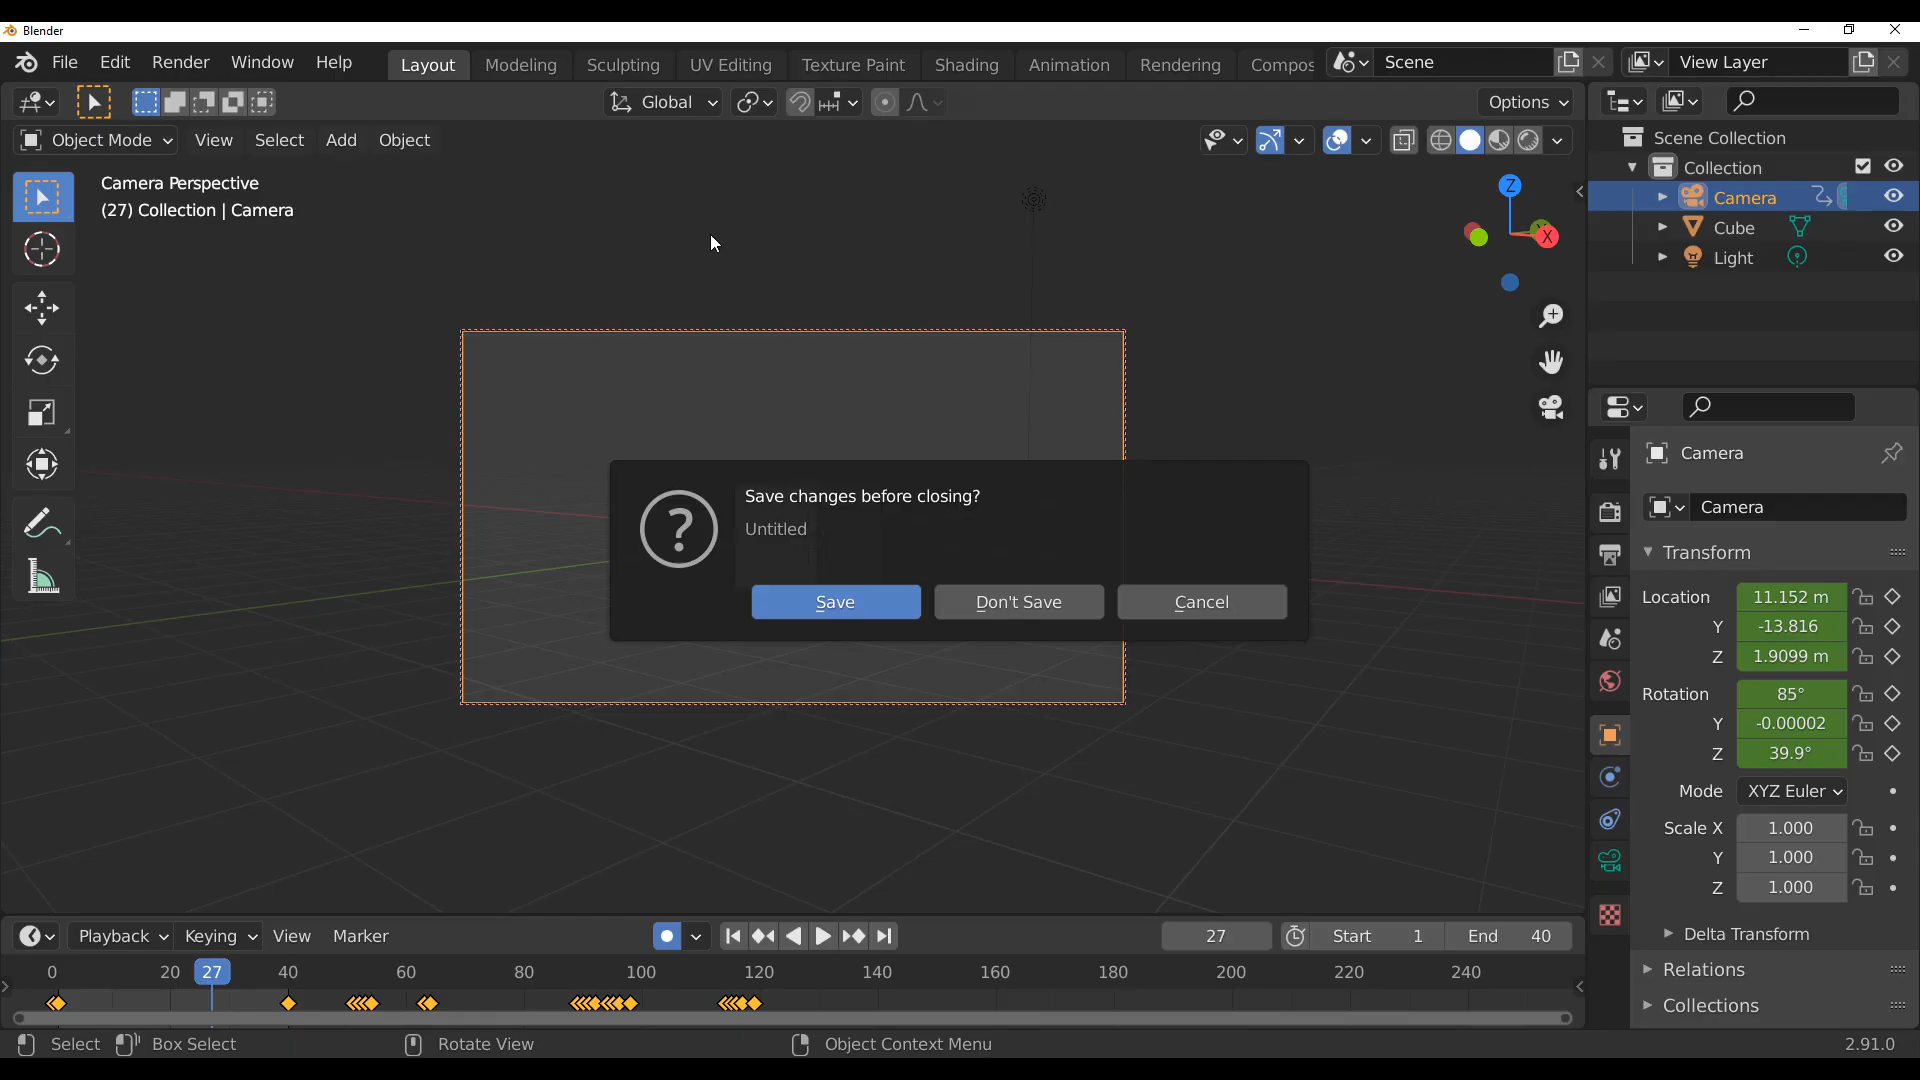 Blender
File Edit Render Window Help Layout Modeling Sculpting UV Editing Texture Paint Shading Animation Rendering Compos Scene View Layer
Global Options
Object Mode View Select Add Object
Camera Perspective
(27) Collection | Camera
Z
X
Scene Collection
Collection
Camera
Cube
Light
Save changes before closing?
Untitled
Save Don't Save Cancel
Camera
Camera
Transform
Location 11.152 m
Y -13.816
Z 1.9099 m
Rotation 85°
Y -0.00002
Z 39.9°
Mode XYZ Euler
Scale X 1.000
Y 1.000
Z 1.000
Delta Transform
Relations
Collections
Playback Keying View Marker 27 Start 1 End 40
0 20 27 40 60 80 100 120 140 160 180 200 220 240
Select Box Select Rotate View Object Context Menu 2.91.0